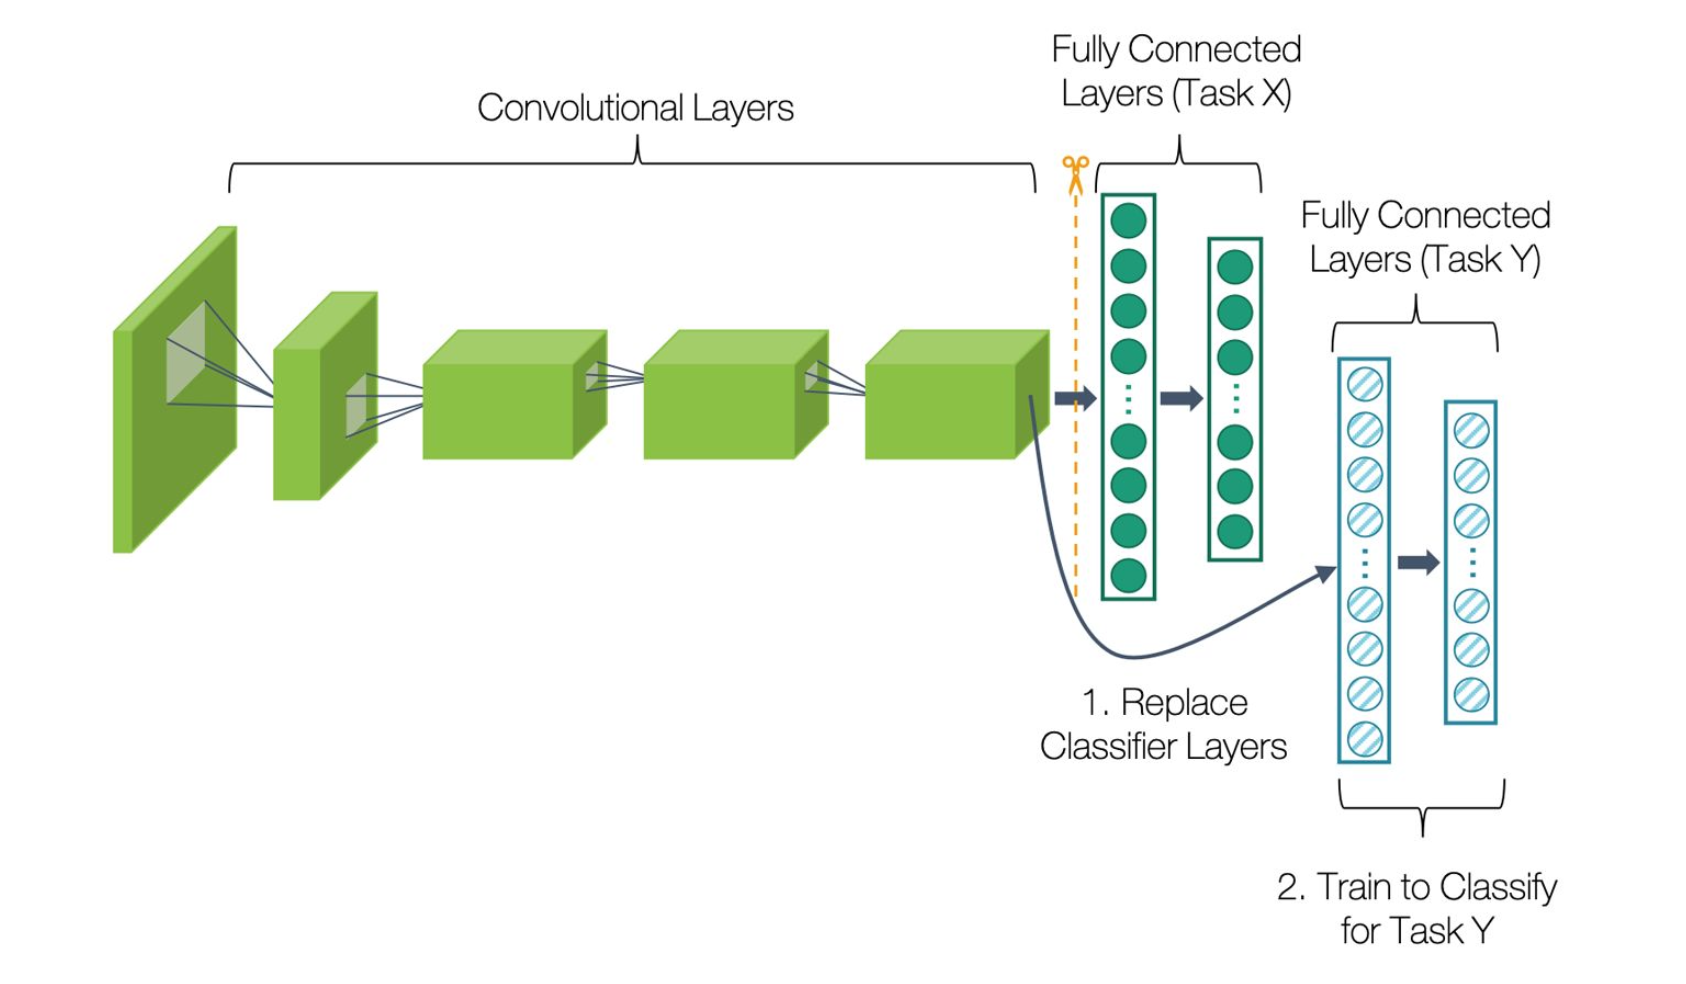 Convolutional Layers
Fully Connected
Layers (Task X)
Fully Connected
Layers (Task Y)
1. Replace
Classifier Layers
2. Train to Classify
for Task Y